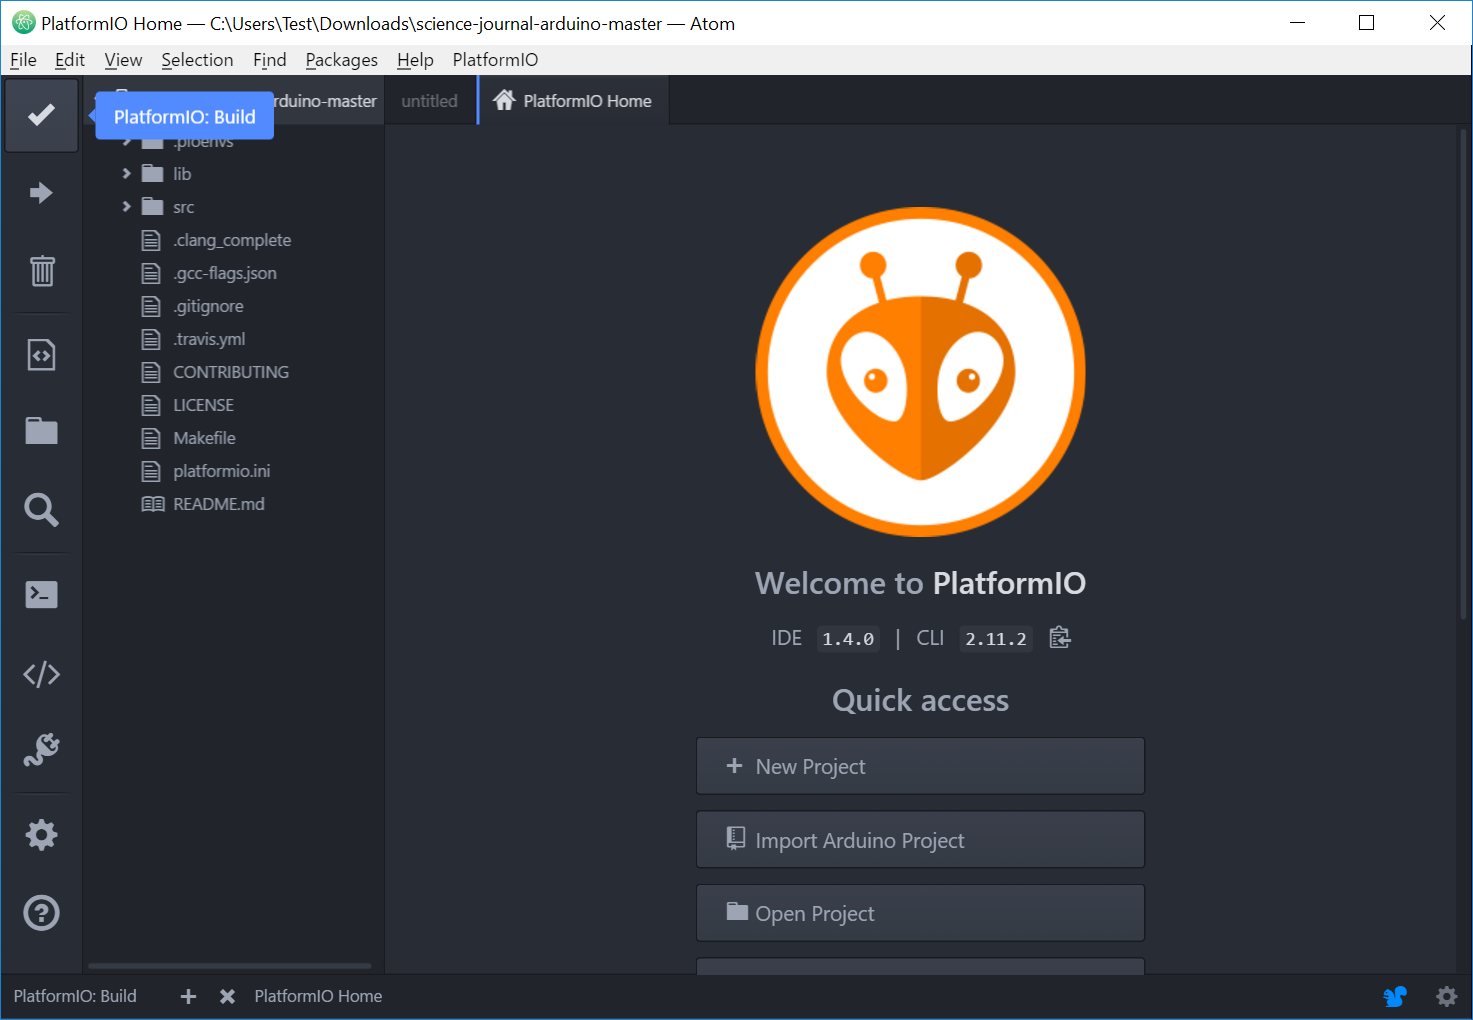 PlatformIO Home — C:\Users\Test\Downloads\science-journal-arduino-master — Atom
File Edit View Selection Find Packages Help PlatformIO
PlatformIO: Build
rduino-master
untitled
PlatformIO Home
.pioenvs
lib
src
.clang_complete
.gcc-flags.json
.gitignore
.travis.yml
CONTRIBUTING
LICENSE
Makefile
platformio.ini
README.md
Welcome to PlatformIO
IDE 1.4.0 | CLI 2.11.2
Quick access
New Project
Import Arduino Project
Open Project
PlatformIO: Build
PlatformIO Home